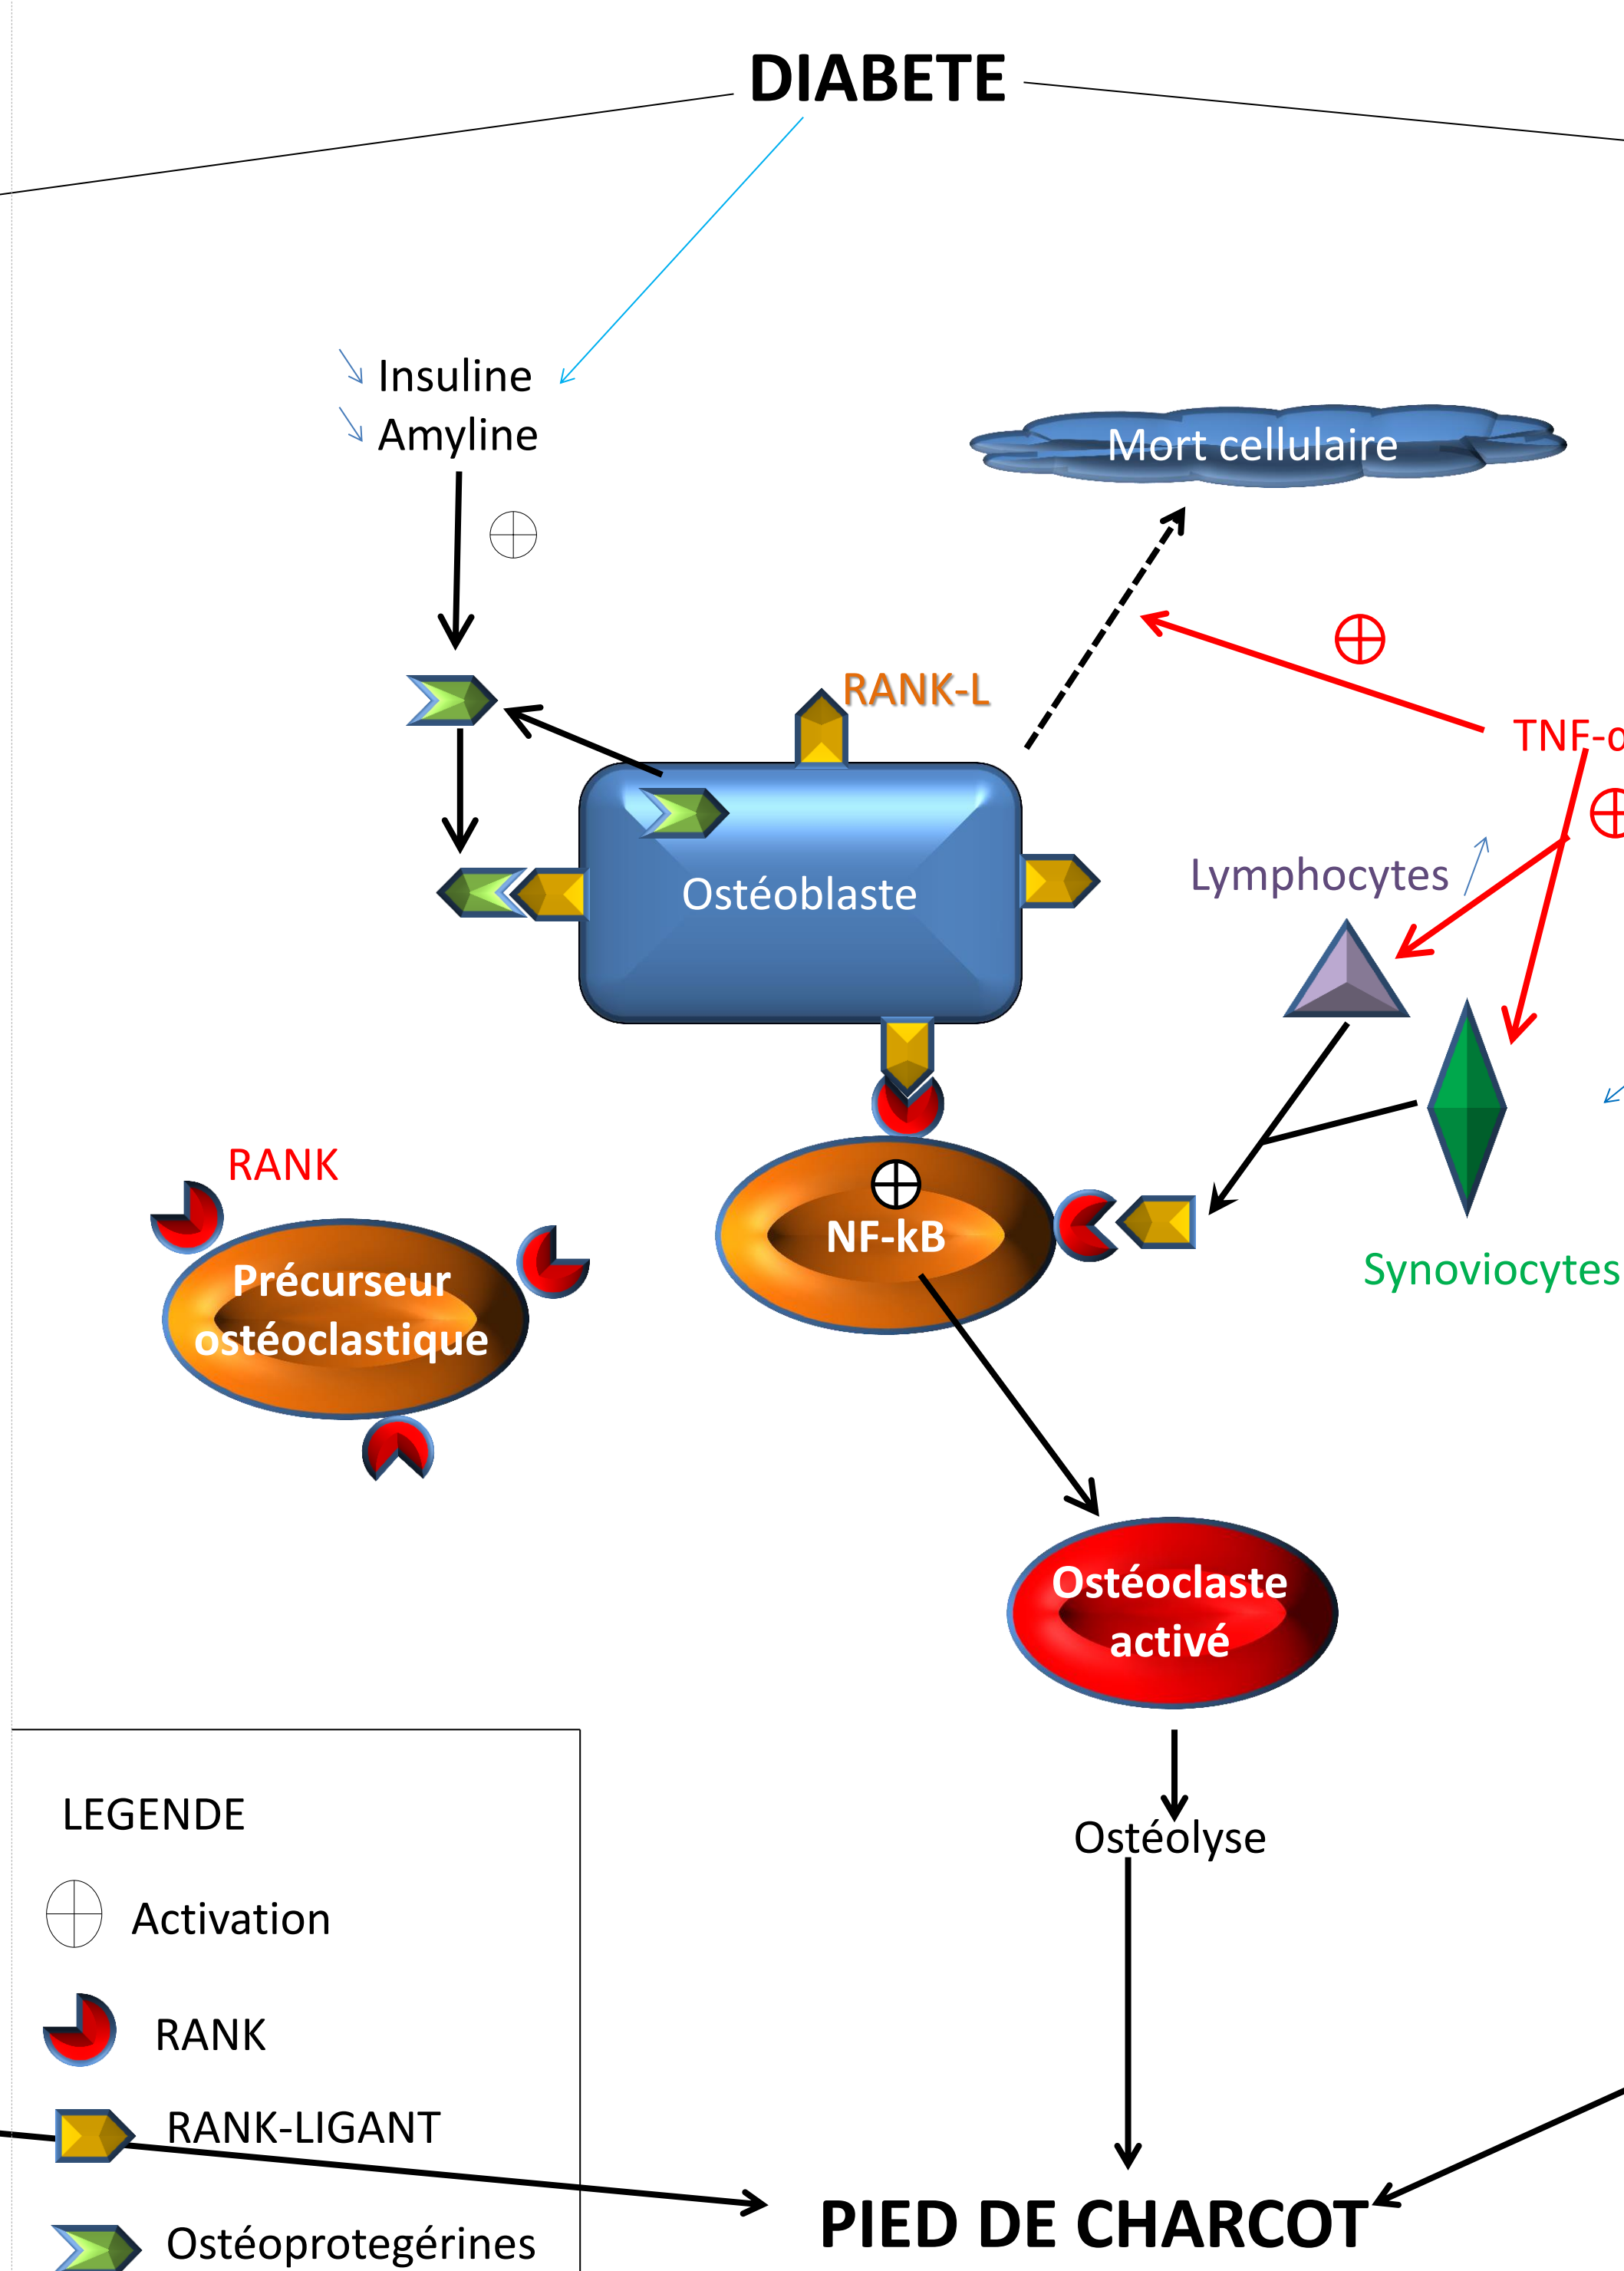 DIABETE
Insuline
Amyline
Mort cellulaire
RANK-L
TNF-α
Lymphocytes
Ostéoblaste
RANK
NF-kB
Synoviocytes
Précurseur
ostéoclastique
Ostéoclaste
activé
Ostéolyse
LEGENDE
Activation
RANK
RANK-LIGANT
PIED DE CHARCOT
Ostéoprotegérines